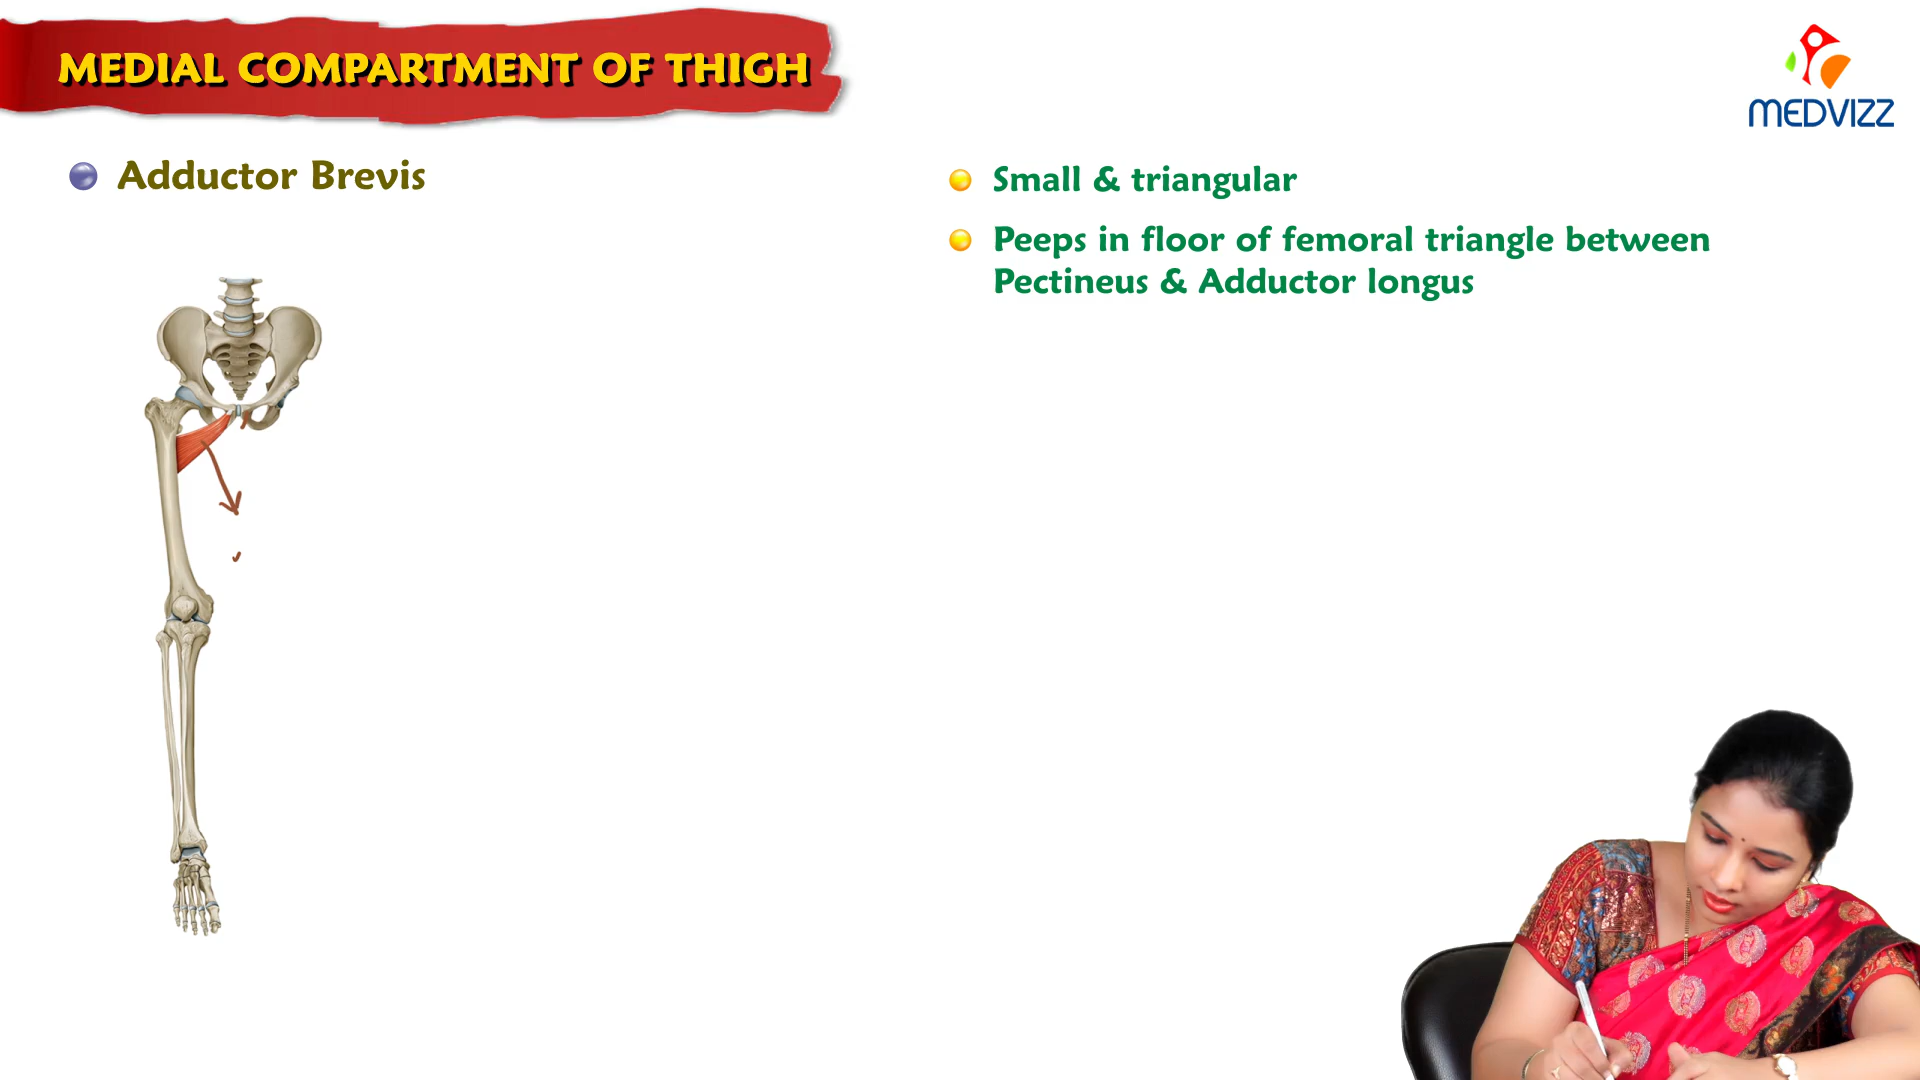 MEDIAL COMPARTMENT OF THIGH
MEDVIZZ
Adductor Brevis
Small & triangular
Peeps in floor of femoral triangle between
Pectineus & Adductor longus